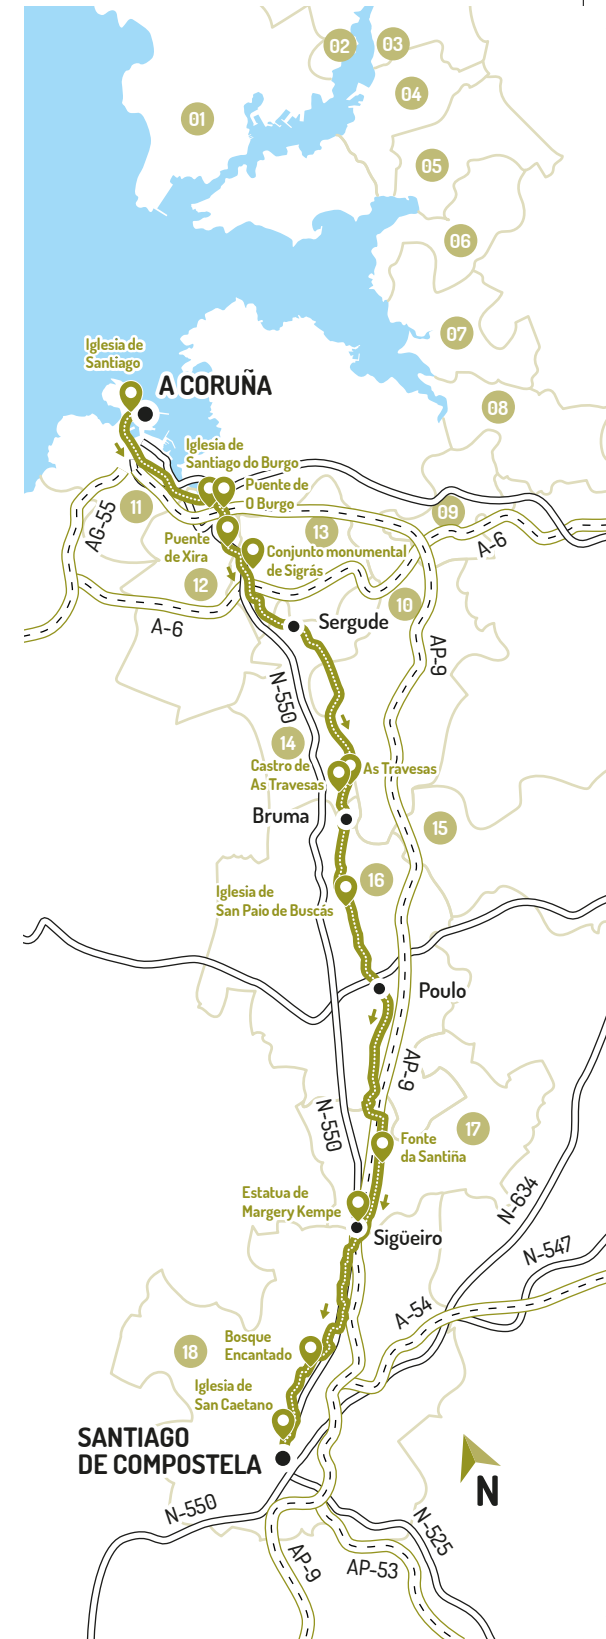 02
03
04
01
05
06
07
08
Iglesia de
Santiago
A CORUÑA
Iglesia de
Santiago do Burgo
Puente de
O Burgo
11
AG-55
09
13
A-6
Puente
de Xira
Conjunto monumental
de Sigrás
12
10
A-6
Sergude
AP-9
N-550
14
Castro de
As Travesas
As Travesas
Bruma
15
16
Iglesia de
San Paio de Buscás
Poulo
AP-9
N-550
17
Fonte
da Santiña
Estatua de
Margery Kempe
N-634
Sigüeiro
N-547
A-54
18
Bosque
Encantado
Iglesia de
San Caetano
SANTIAGO
DE COMPOSTELA
N
N-550
N-525
AP-9
AP-53